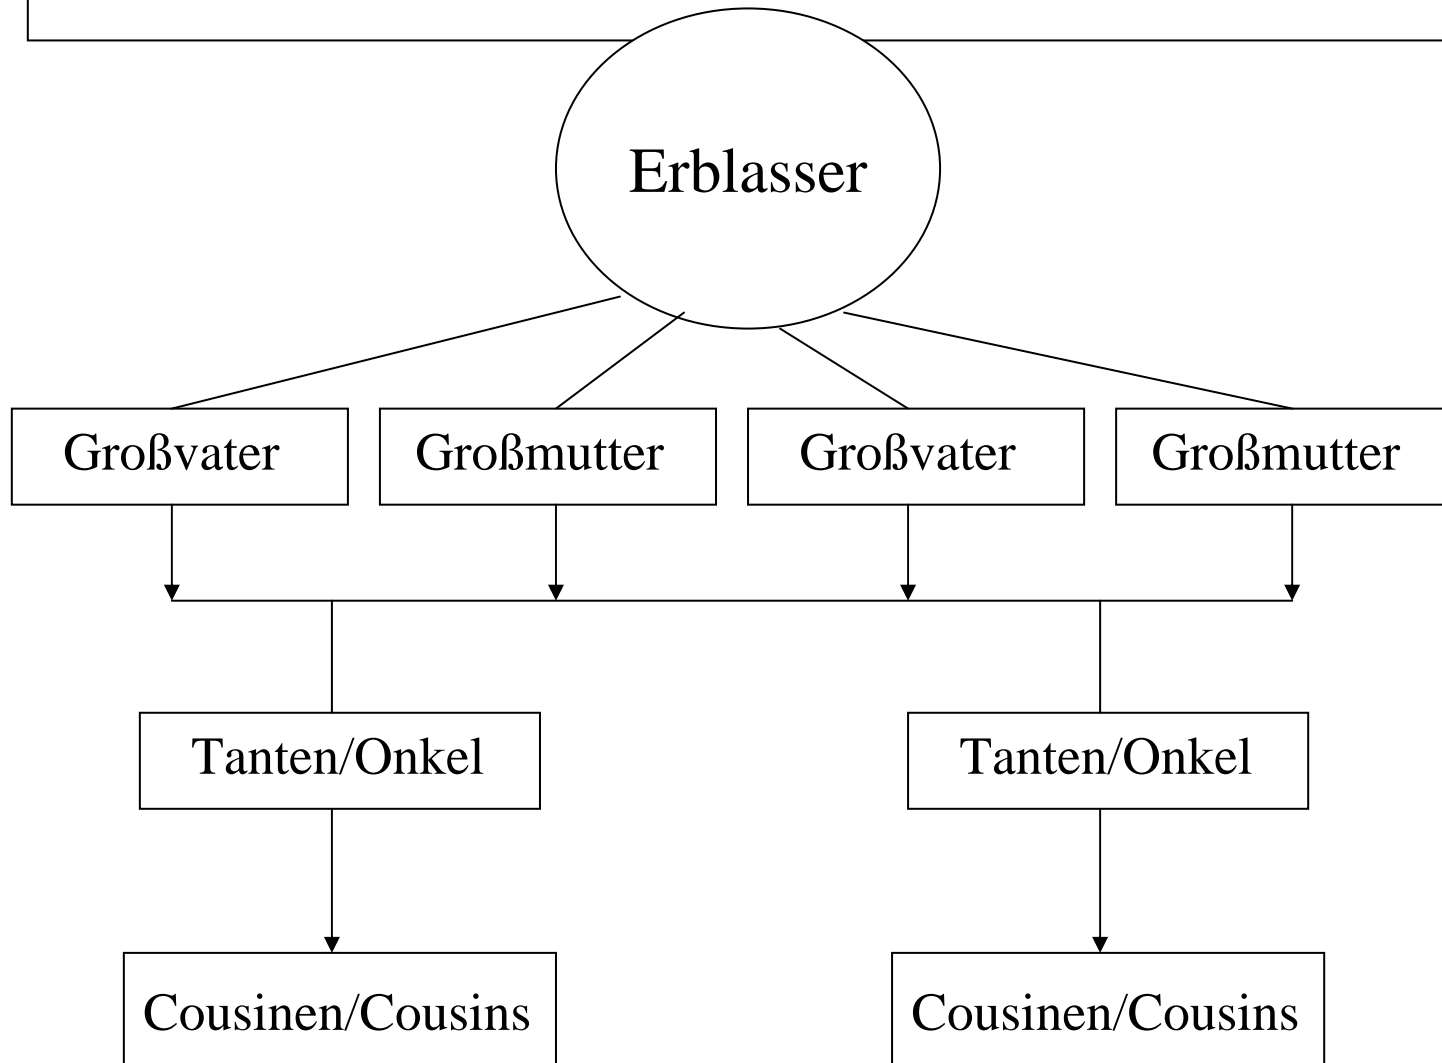 Erblasser
Großvater Großmutter Großvater Großmutter
Tanten/Onkel Tanten/Onkel
Cousinen/Cousins Cousinen/Cousins